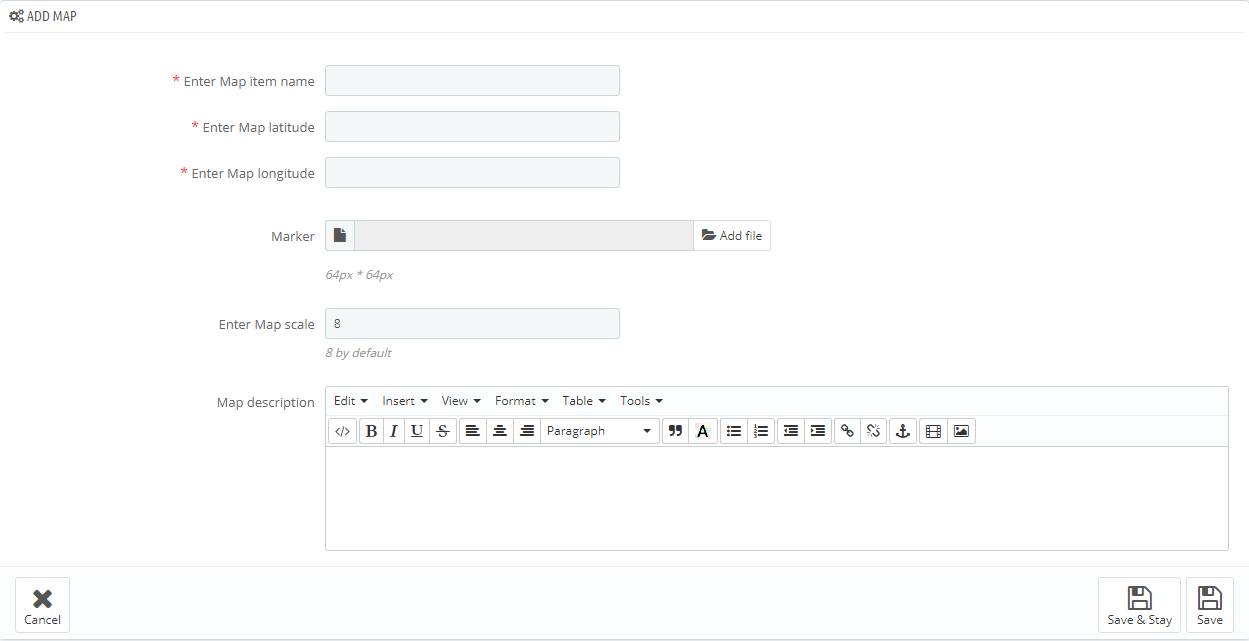 ADD MAP
* Enter Map item name
* Enter Map latitude
* Enter Map longitude
Marker Add file
64px * 64px
Enter Map scale 8
8 by default
Map description Edit Insert View Format Table Tools
</> B I U S Paragraph A
Cancel Save & Stay Save